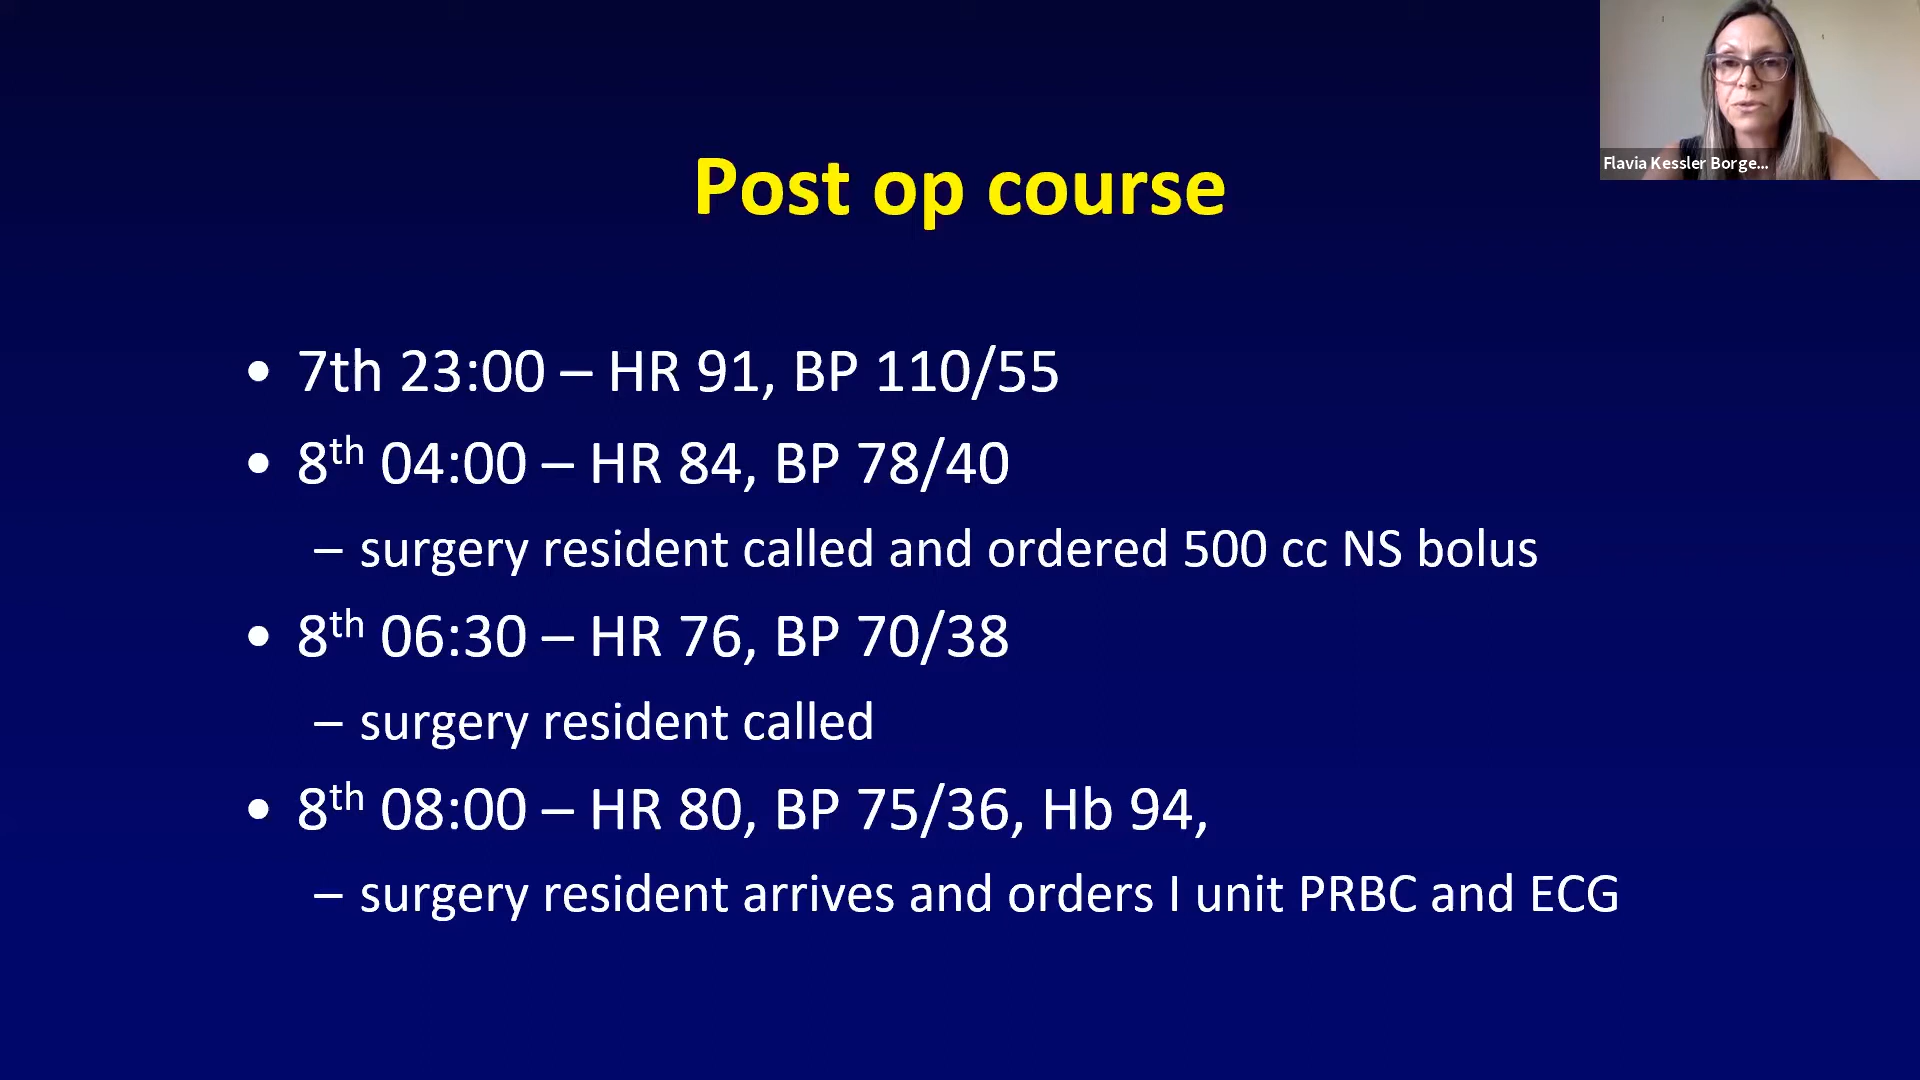 Flavia Kessler Borge...
Post op course
• 7th 23:00 – HR 91, BP 110/55
• 8th 04:00 – HR 84, BP 78/40
– surgery resident called and ordered 500 cc NS bolus
• 8th 06:30 – HR 76, BP 70/38
– surgery resident called
• 8th 08:00 – HR 80, BP 75/36, Hb 94,
– surgery resident arrives and orders I unit PRBC and ECG